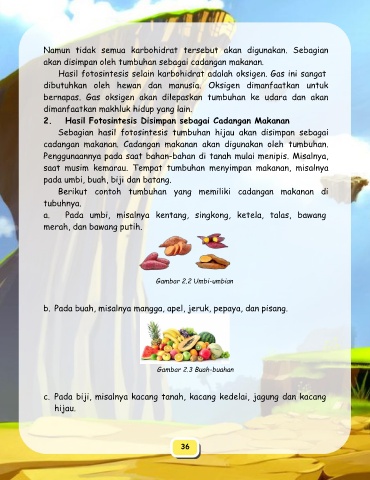 Namun tidak semua karbohidrat tersebut akan digunakan. Sebagian
akan disimpan oleh tumbuhan sebagai cadangan makanan.
Hasil fotosintesis selain karbohidrat adalah oksigen. Gas ini sangat
dibutuhkan oleh hewan dan manusia. Oksigen dimanfaatkan untuk
bernapas. Gas oksigen akan dilepaskan tumbuhan ke udara dan akan
dimanfaatkan makhluk hidup yang lain.
2. Hasil Fotosintesis Disimpan sebagai Cadangan Makanan
Sebagian hasil fotosintesis tumbuhan hijau akan disimpan sebagai
cadangan makanan. Cadangan makanan akan digunakan oleh tumbuhan.
Penggunaannya pada saat bahan-bahan di tanah mulai menipis. Misalnya,
saat musim kemarau. Tempat tumbuhan menyimpan makanan, misalnya
pada umbi, buah, biji dan batang.
Berikut contoh tumbuhan yang memiliki cadangan makanan di
tubuhnya.
a. Pada umbi, misalnya kentang, singkong, ketela, talas, bawang
merah, dan bawang putih.
Gambar 2.2 Umbi-umbian
b. Pada buah, misalnya mangga, apel, jeruk, pepaya, dan pisang.
Gambar 2.3 Buah-buahan
c. Pada biji, misalnya kacang tanah, kacang kedelai, jagung dan kacang
hijau.
36